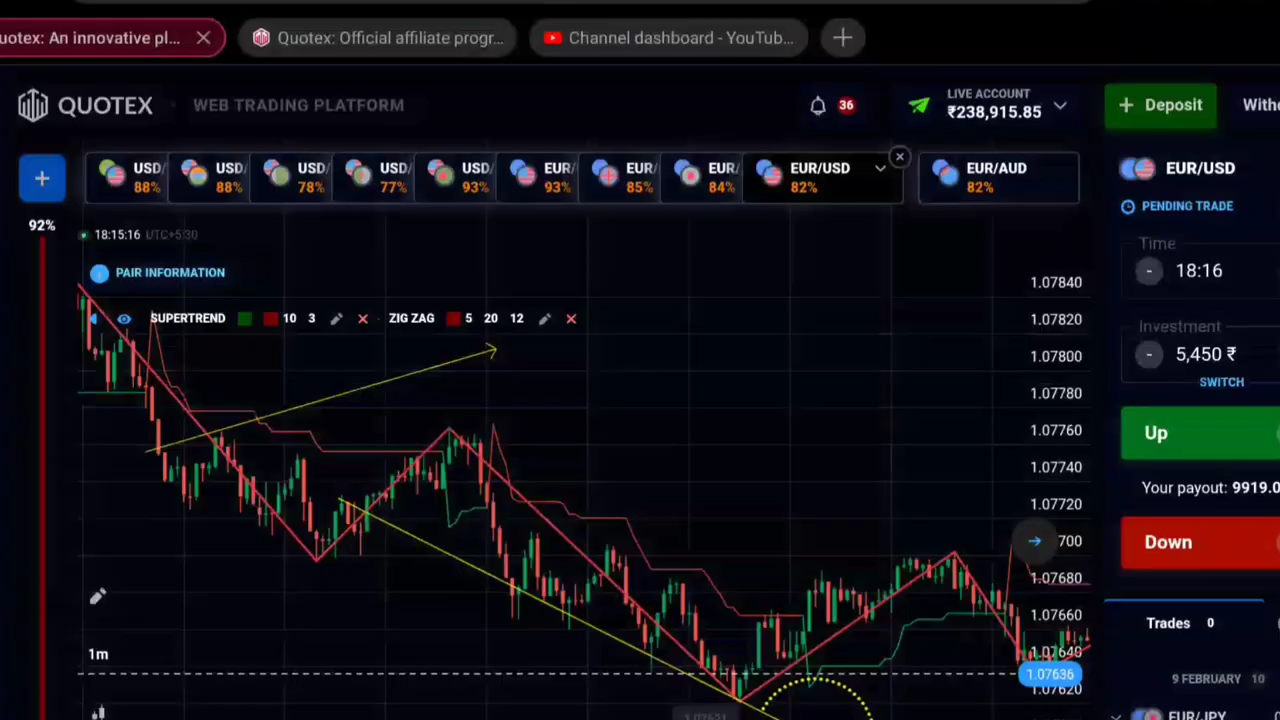 uotex: An innovative pl...
Quotex: Official affiliate progr...
Channel dashboard - YouTub...
QUOTEX
WEB TRADING PLATFORM
36
LIVE ACCOUNT
₹238,915.85
+ Deposit
Withd
USD/
88%
USD/
88%
USD/
78%
USD/
77%
USD/
93%
EUR/
93%
EUR/
85%
EUR/
84%
EUR/USD
82%
EUR/AUD
82%
EUR/USD
92%
18:15:16 UTC+5:30
PENDING TRADE
PAIR INFORMATION
Time
- 18:16
SUPERTREND 10 3
ZIG ZAG 5 20 12
Investment
- 5,450 ₹
SWITCH
Up
Your payout: 9919.0
Down
1.07840
1.07820
1.07800
1.07780
1.07760
1.07740
1.07720
700
1.07680
1.07660
1.07640
1.07636
1.07620
1m
Trades 0
9 FEBRUARY 10
EUR/JPY